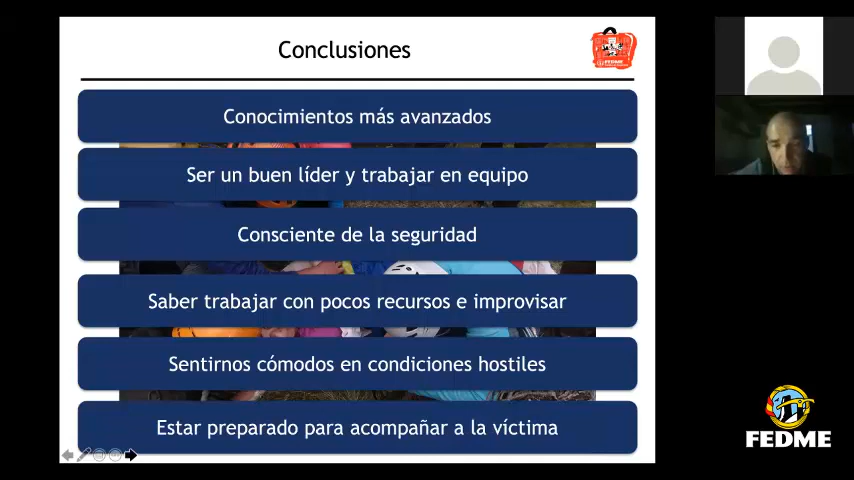 Conclusiones
FEDME
Conocimientos más avanzados
Ser un buen líder y trabajar en equipo
Consciente de la seguridad
Saber trabajar con pocos recursos e improvisar
Sentirnos cómodos en condiciones hostiles
Estar preparado para acompañar a la víctima
FEDME